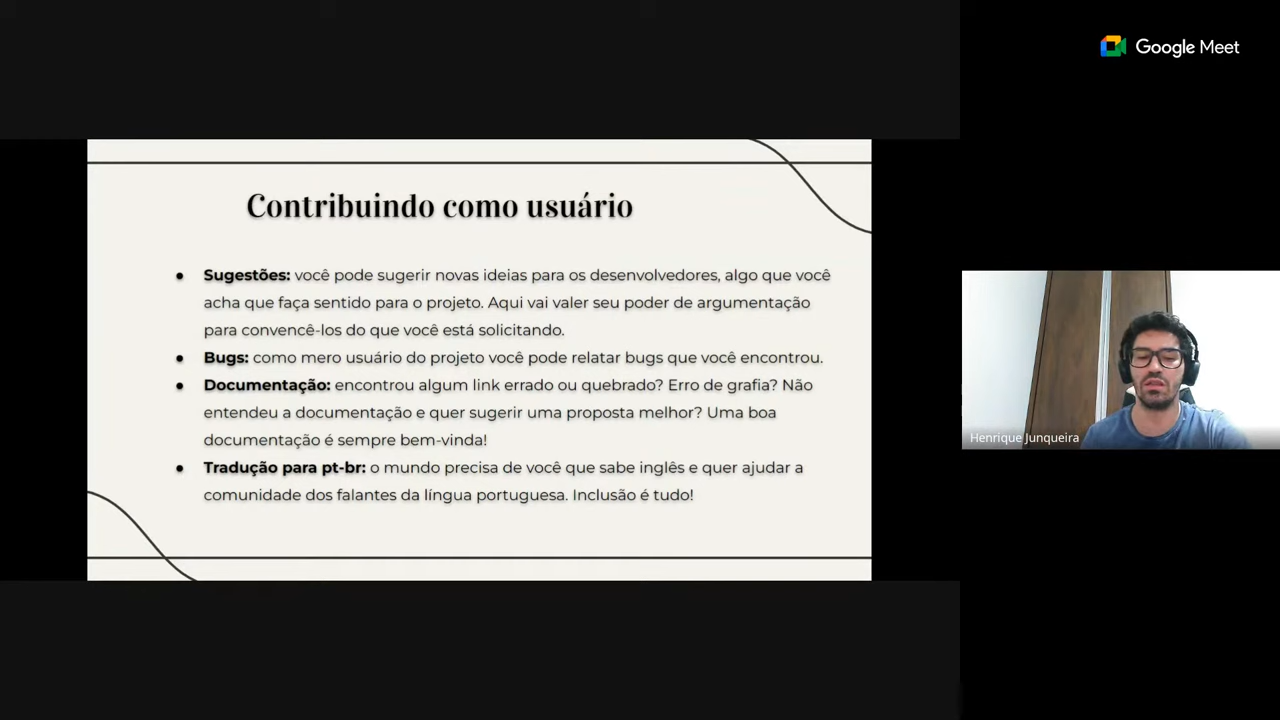 Google Meet
Contribuindo como usuário
● Sugestões: você pode sugerir novas ideias para os desenvolvedores, algo que você
acha que faça sentido para o projeto. Aqui vai valer seu poder de argumentação
para convencê-los do que você está solicitando.
● Bugs: como mero usuário do projeto você pode relatar bugs que você encontrou.
● Documentação: encontrou algum link errado ou quebrado? Erro de grafia? Não
entendeu a documentação e quer sugerir uma proposta melhor? Uma boa
documentação é sempre bem-vinda!
● Tradução para pt-br: o mundo precisa de você que sabe inglês e quer ajudar a
comunidade dos falantes da língua portuguesa. Inclusão é tudo!
Henrique Junqueira